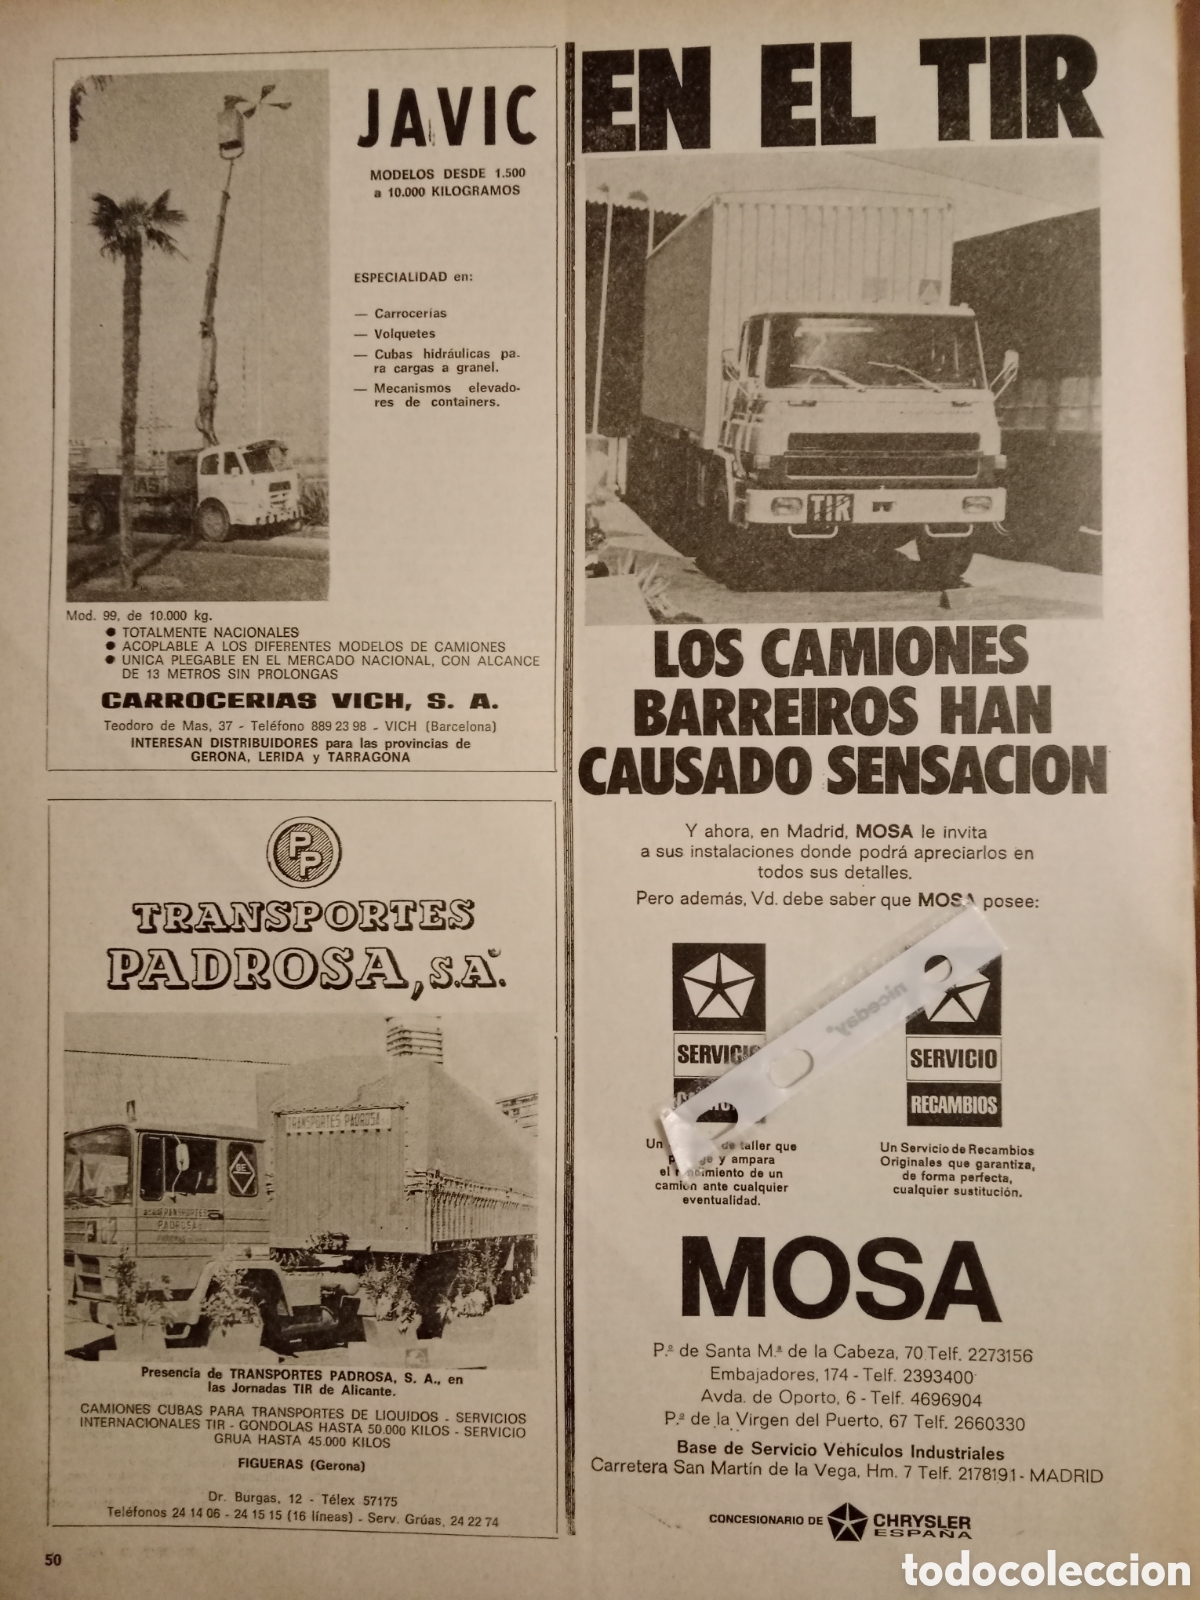 JAVIC
MODELOS DESDE 1.500
a 10.000 KILOGRAMOS
ESPECIALIDAD en:
— Carrocerías
— Volquetes
— Cubas hidráulicas pa-
ra cargas a granel.
— Mecanismos elevado-
res de containers.
Mod. 99, de 10.000 kg.
● TOTALMENTE NACIONALES
● ACOPLABLE A LOS DIFERENTES MODELOS DE CAMIONES
● UNICA PLEGABLE EN EL MERCADO NACIONAL, CON ALCANCE
DE 13 METROS SIN PROLONGAS
CARROCERIAS VICH, S. A.
Teodoro de Mas, 37 - Teléfono 889 23 98 - VICH (Barcelona)
INTERESAN DISTRIBUIDORES para las provincias de
GERONA, LERIDA y TARRAGONA
PP
TRANSPORTES
PADROSA, S.A.
TRANSPORTES PADROSA
TRANSPORTES
PADROSA
Presencia de TRANSPORTES PADROSA, S. A., en
las Jornadas TIR de Alicante.
CAMIONES CUBAS PARA TRANSPORTES DE LIQUIDOS - SERVICIOS
INTERNACIONALES TIR - GONDOLAS HASTA 50.000 KILOS - SERVICIO
GRUA HASTA 45.000 KILOS
FIGUERAS (Gerona)
Dr. Burgas, 12 - Télex 57175
Teléfonos 24 14 06 - 24 15 15 (16 líneas) - Serv. Grúas, 24 22 74
50
EN EL TIR
TIR
LOS CAMIONES
BARREIROS HAN
CAUSADO SENSACION
Y ahora, en Madrid, MOSA le invita
a sus instalaciones donde podrá apreciarlos en
todos sus detalles.
Pero además, Vd. debe saber que MOSA posee:
niceday
SERVICIO
Un de taller que
y ampara
el de un
camión ante cualquier
eventualidad.
SERVICIO
RECAMBIOS
Un Servicio de Recambios
Originales que garantiza,
de forma perfecta,
cualquier sustitución.
MOSA
P.º de Santa M.ª de la Cabeza, 70 Telf. 2273156
Embajadores, 174 - Telf. 2393400
Avda. de Oporto, 6 - Telf. 4696904
P.º de la Virgen del Puerto, 67 Telf. 2660330
Base de Servicio Vehículos Industriales
Carretera San Martín de la Vega, Hm. 7 Telf. 2178191 - MADRID
CONCESIONARIO DE CHRYSLER
ESPAÑA
todocoleccion